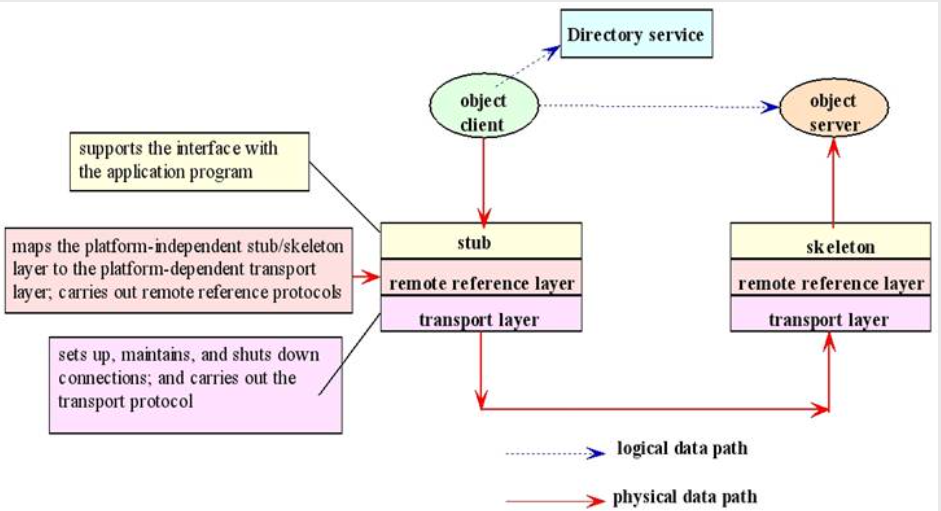 Directory service
object
client
object
server
supports the interface with
the application program
maps the platform-independent stub/skeleton
layer to the platform-dependent transport
layer; carries out remote reference protocols
sets up, maintains, and shuts down
connections; and carries out the
transport protocol
stub
remote reference layer
transport layer
skeleton
remote reference layer
transport layer
logical data path
physical data path